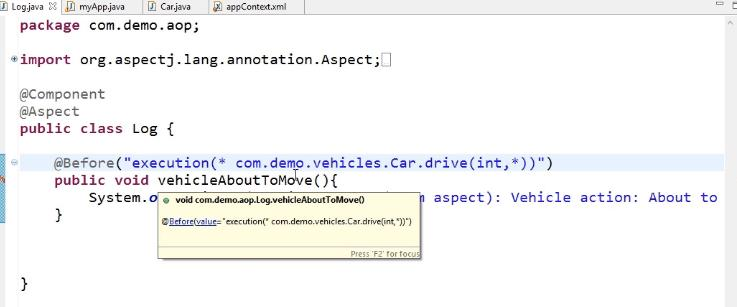 Log.java myApp.java Car.java appContext.xml
package com.demo.aop;
import org.aspectj.lang.annotation.Aspect;
@Component
@Aspect
public class Log {
@Before("execution(* com.demo.vehicles.Car.drive(int,*))")
public void vehicleAboutToMove(){
System.o aspect): Vehicle action: About to
void com.demo.aop.Log.vehicleAboutToMove()
}
@Before(value="execution(* com.demo.vehicles.Car.drive(int,*))")
Press 'F2' for focus
}